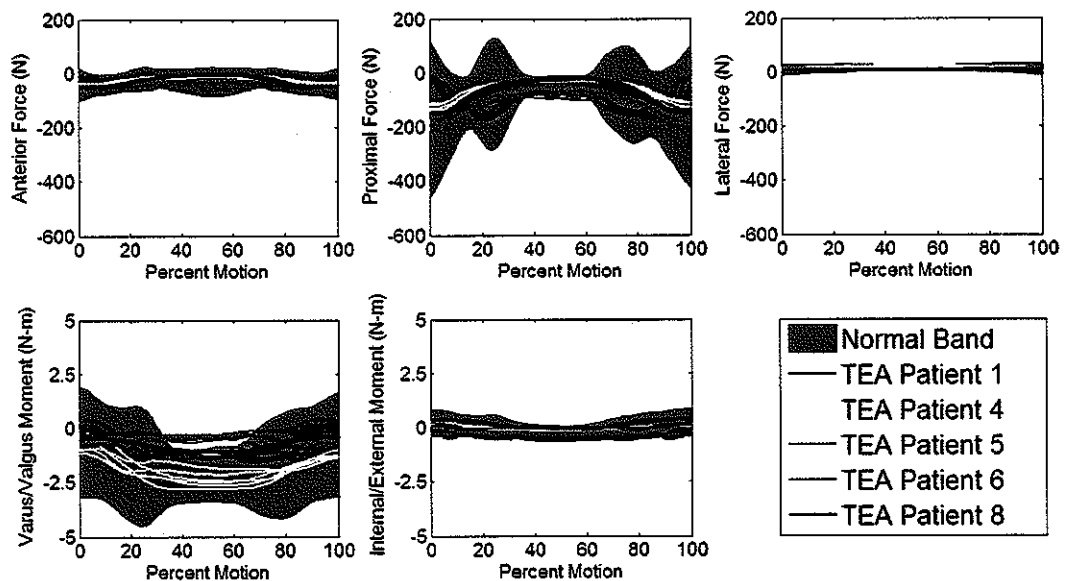 Anterior Force (N)
200
0
-200
-400
-600
0 20 40 60 80 100
Percent Motion
Proximal Force (N)
200
0
-200
-400
-600
0 20 40 60 80 100
Percent Motion
Lateral Force (N)
200
0
-200
-400
-600
0 20 40 60 80 100
Percent Motion
Varus/Valgus Moment (N-m)
5
2.5
0
-2.5
-5
0 20 40 60 80 100
Percent Motion
Internal/External Moment (N-m)
5
2.5
0
-2.5
-5
0 20 40 60 80 100
Percent Motion
Normal Band
TEA Patient 1
TEA Patient 4
TEA Patient 5
TEA Patient 6
TEA Patient 8